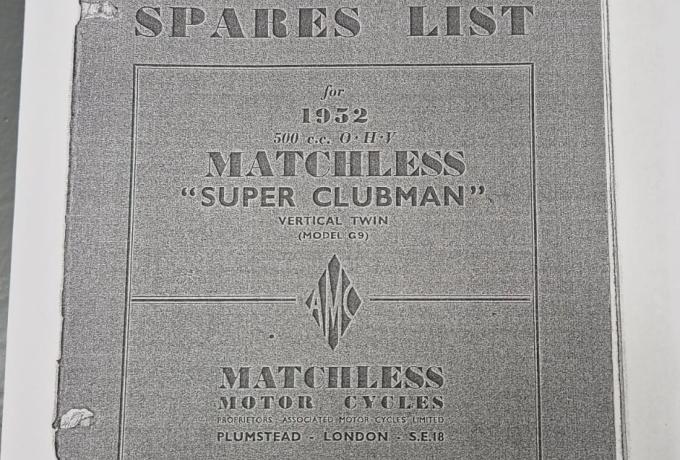 SPARES LIST
for
1952
500 c.c. O·H·V
MATCHLESS
"SUPER CLUBMAN"
VERTICAL TWIN
(MODEL G9)
AMC
MATCHLESS
MOTOR CYCLES
PROPRIETORS: ASSOCIATED MOTOR CYCLES LIMITED
PLUMSTEAD - LONDON - S.E.18